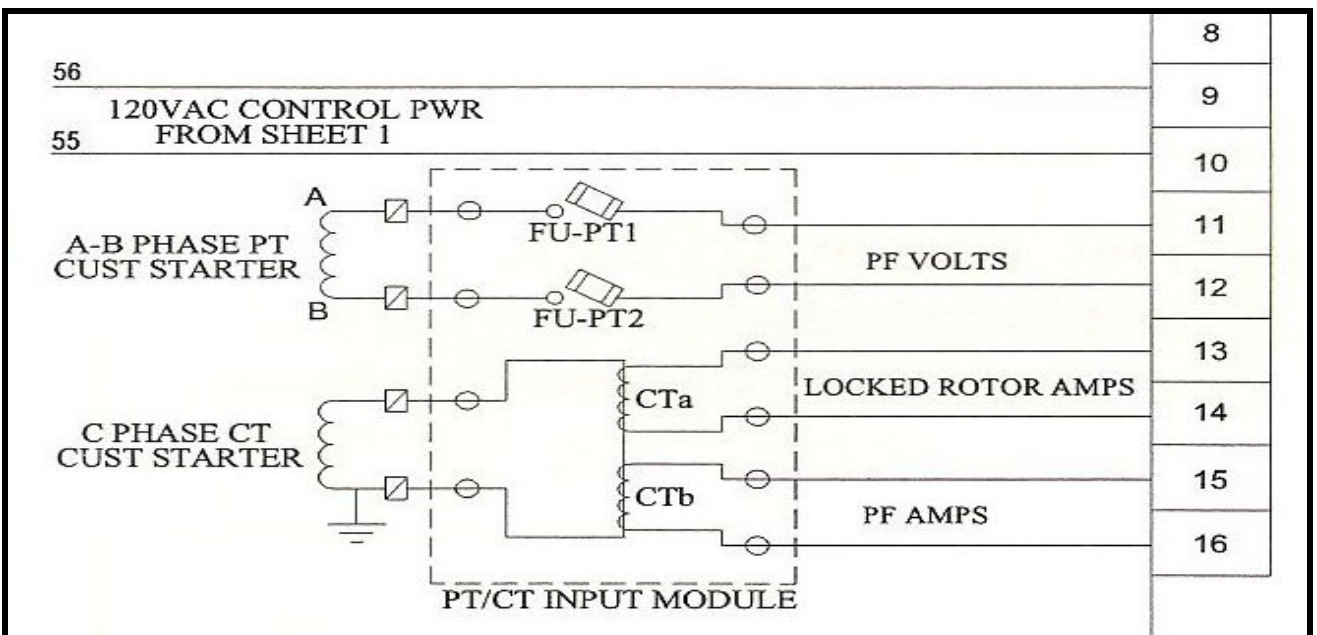 8
56
9
120VAC CONTROL PWR
FROM SHEET 1
55
10
A
FU-PT1
11
A-B PHASE PT
CUST STARTER
PF VOLTS
B
FU-PT2
12
13
CTa
LOCKED ROTOR AMPS
14
C PHASE CT
CUST STARTER
15
CTb
PF AMPS
16
PT/CT INPUT MODULE